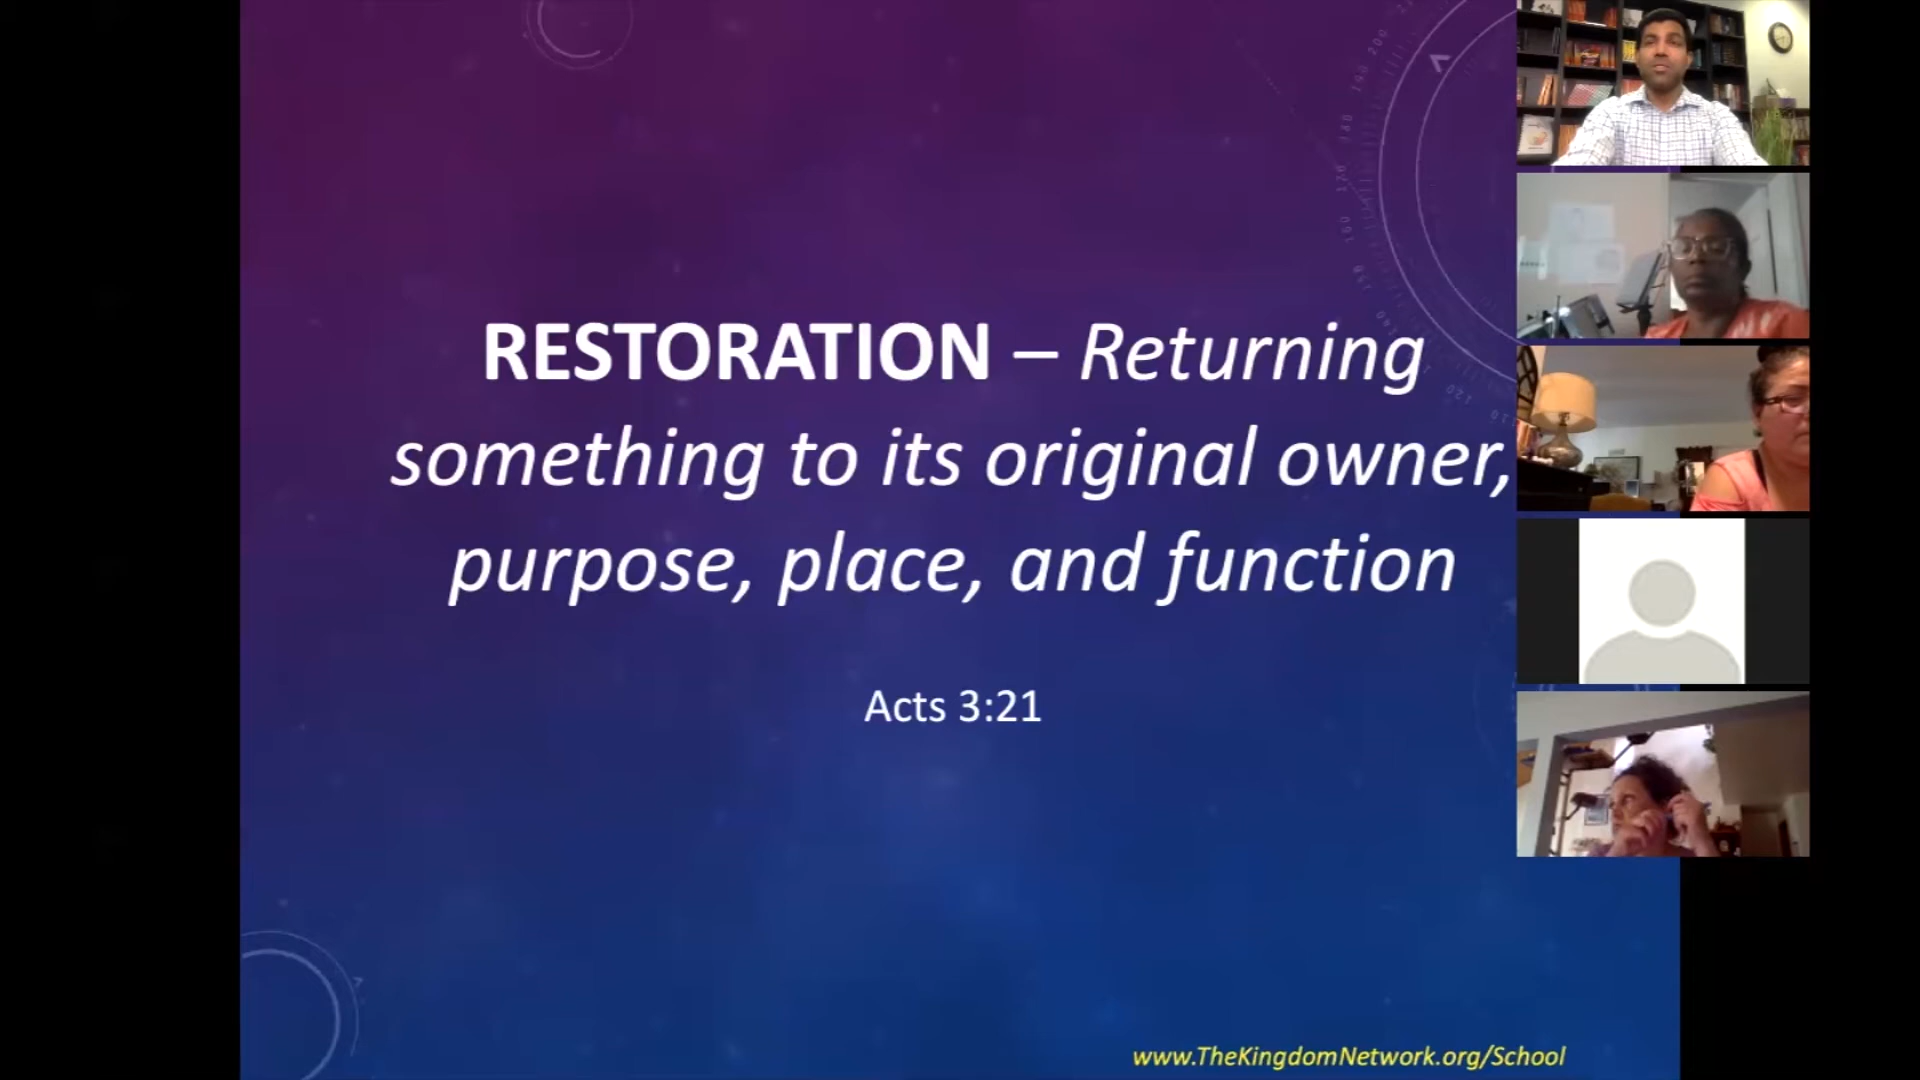 RESTORATION – Returning
something to its original owner,
purpose, place, and function
Acts 3:21
www.TheKingdomNetwork.org/School